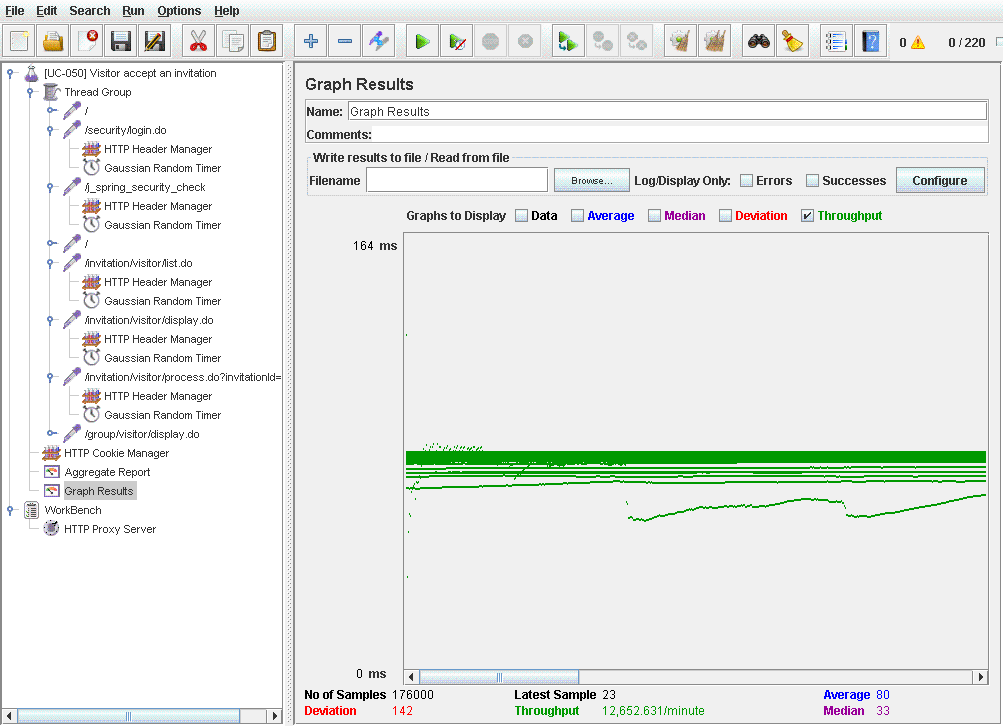 File Edit Search Run Options Help
0 0 / 220
[UC-050] Visitor accept an invitation
Thread Group
/
/security/login.do
HTTP Header Manager
Gaussian Random Timer
/j_spring_security_check
HTTP Header Manager
Gaussian Random Timer
/
/invitation/visitor/list.do
HTTP Header Manager
Gaussian Random Timer
/invitation/visitor/display.do
HTTP Header Manager
Gaussian Random Timer
/invitation/visitor/process.do?invitationId=
HTTP Header Manager
Gaussian Random Timer
/group/visitor/display.do
HTTP Cookie Manager
Aggregate Report
Graph Results
WorkBench
HTTP Proxy Server
Graph Results
Name: Graph Results
Comments:
Write results to file / Read from file
Filename Browse... Log/Display Only: Errors Successes Configure
Graphs to Display Data Average Median Deviation Throughput
164 ms
0 ms
No of Samples 176000 Latest Sample 23 Average 80
Deviation 142 Throughput 12,652.631/minute Median 33